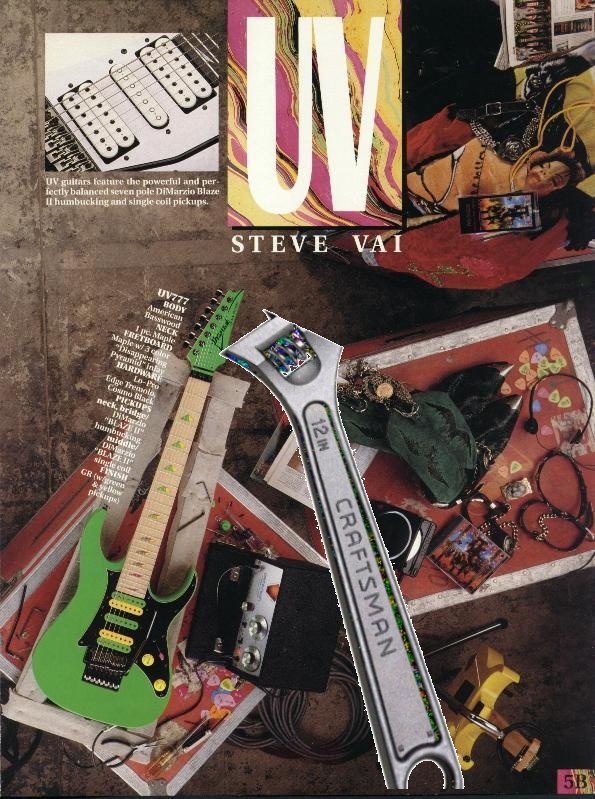 UV
UV guitars feature the powerful and per-
fectly balanced seven pole DiMarzio Blaze
II humbucking and single coil pickups.
STEVE VAI
UV777
BODY
American
Basswood
NECK
1 pc. Maple
FRETBOARD
Maple w/ 3 color
"Disappearing
Pyramid" inlay
HARDWARE
Lo-Pro
Edge Tremolo,
Cosmo Black
PICKUPS
neck, bridge/
DiMarzio
"BLAZE II"
humbucking
middle/
DiMarzio
"BLAZE II"
single coil
FINISH
GR (w/green
& yellow
pickups)
Ibanez
12 IN
CRAFTSMAN
5B